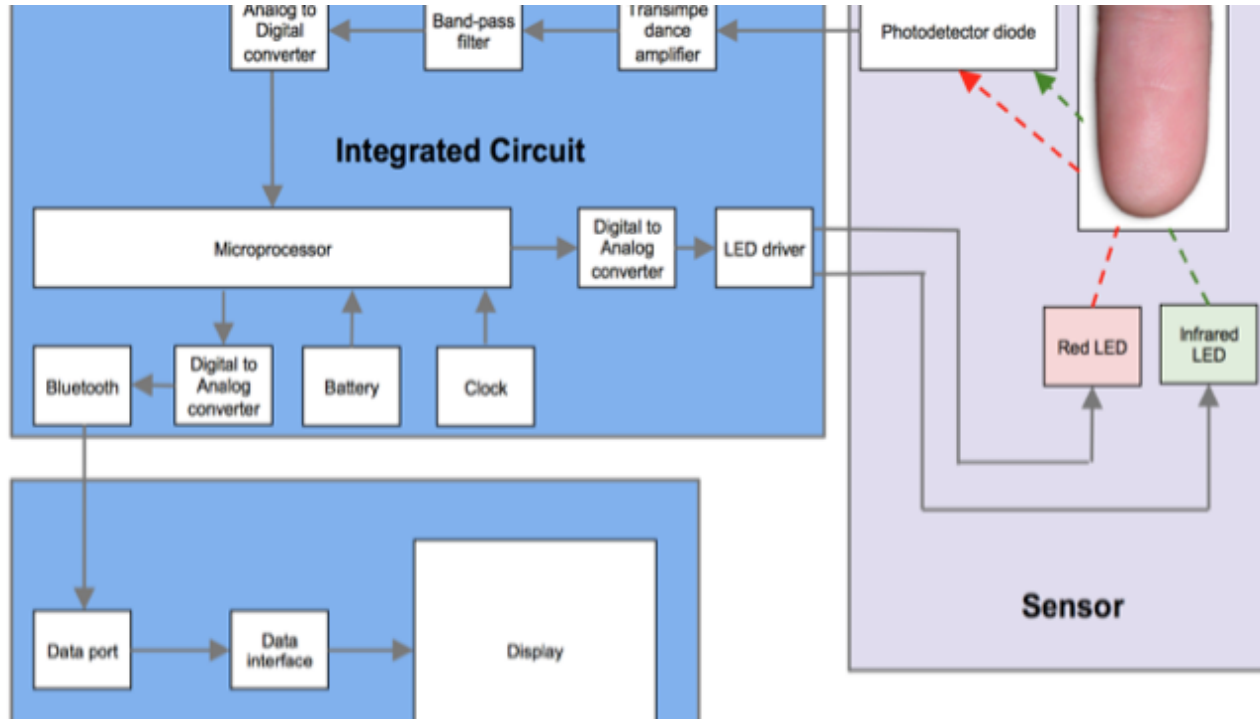 Analog to
Digital
converter
Band-pass
filter
Transimpe
dance
amplifier
Photodetector diode
Integrated Circuit
Microprocessor
Digital to
Analog
converter
LED driver
Red LED
Infrared
LED
Bluetooth
Digital to
Analog
converter
Battery
Clock
Sensor
Data port
Data
interface
Display